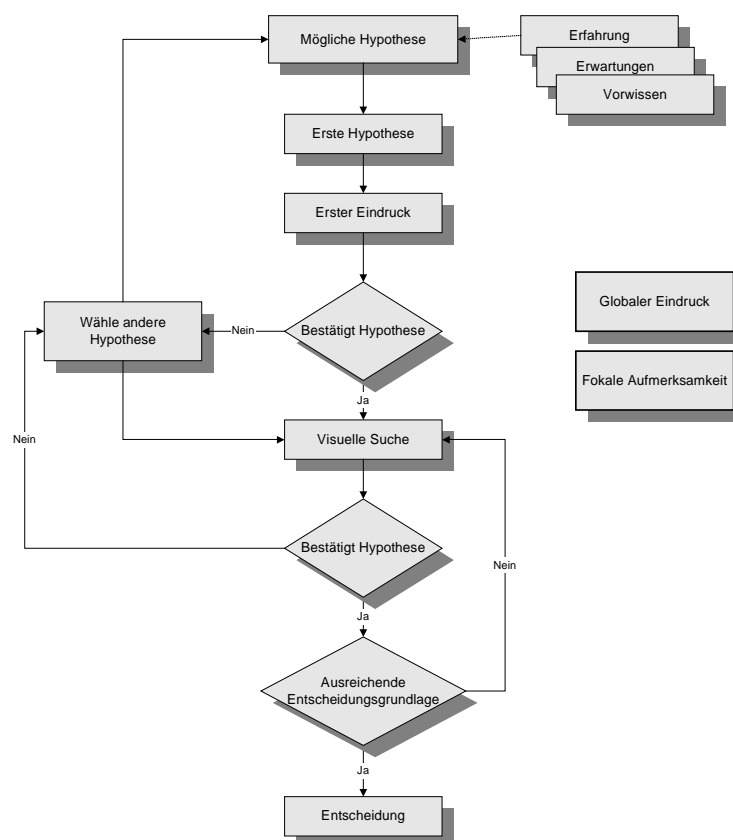 Mögliche Hypothese
Erfahrung
Erwartungen
Vorwissen
Erste Hypothese
Erster Eindruck
Globaler Eindruck
Wähle andere
Hypothese
Nein
Bestätigt Hypothese
Fokale Aufmerksamkeit
Ja
Nein
Visuelle Suche
Bestätigt Hypothese
Nein
Ja
Ausreichende
Entscheidungsgrundlage
Ja
Entscheidung